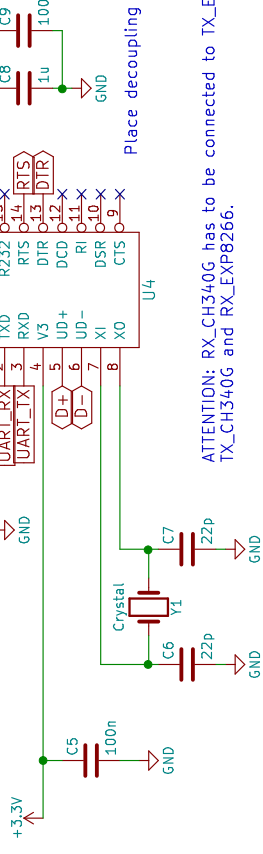 C9
100
C8
1u
GND
Place decoupling
RTS
DTR
14
13
12
11
10
9
R232
RTS
DTR
DCD
RI
DSR
CTS
U4
TXD
RXD
V3
UD+
UD-
XI
XO
2
3
4
5
6
7
8
UART_RX
UART_TX
D+
D-
ATTENTION: RX_CH340G has to be connected to TX_E
TX_CH340G and RX_EXP8266.
GND
C7
22p
GND
Crystal
Y1
C6
22p
GND
C5
100n
GND
+3.3V